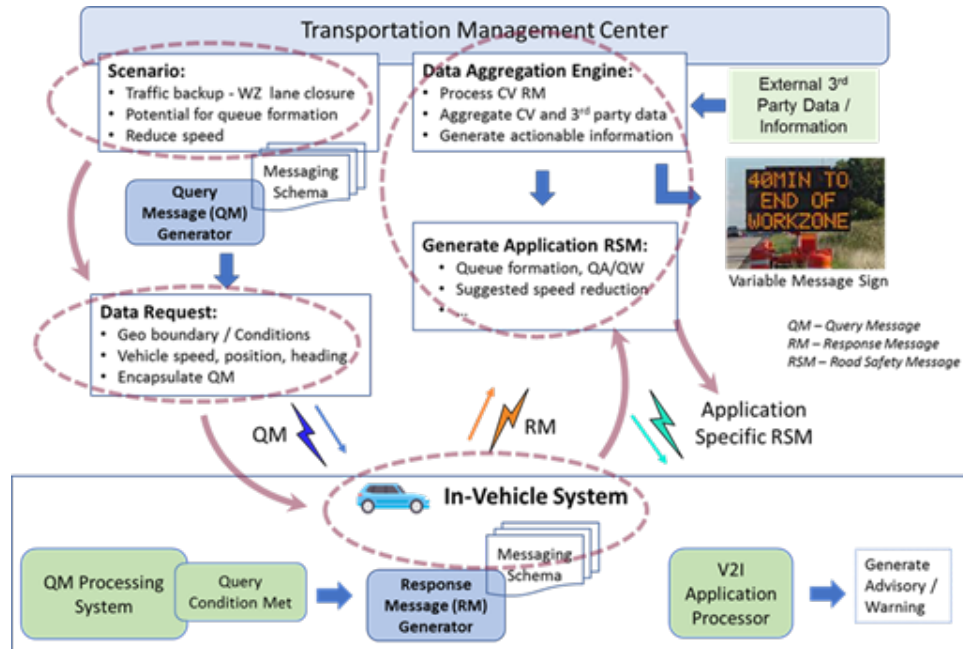 Transportation Management Center
Scenario:
• Traffic backup - WZ lane closure
• Potential for queue formation
• Reduce speed
Messaging
Schema
Query
Message (QM)
Generator
Data Request:
• Geo boundary / Conditions
• Vehicle speed, position, heading
• Encapsulate QM
Data Aggregation Engine:
• Process CV RM
• Aggregate CV and 3rd party data
• Generate actionable information
Generate Application RSM:
• Queue formation, QA/QW
• Suggested speed reduction
• ...
External 3rd
Party Data /
Information
40MIN TO
END OF
WORKZONE
Variable Message Sign
QM – Query Message
RM – Response Message
RSM – Road Safety Message
QM
RM
Application
Specific RSM
In-Vehicle System
QM Processing
System
Query
Condition Met
Response
Message (RM)
Generator
Messaging
Schema
V2I
Application
Processor
Generate
Advisory /
Warning